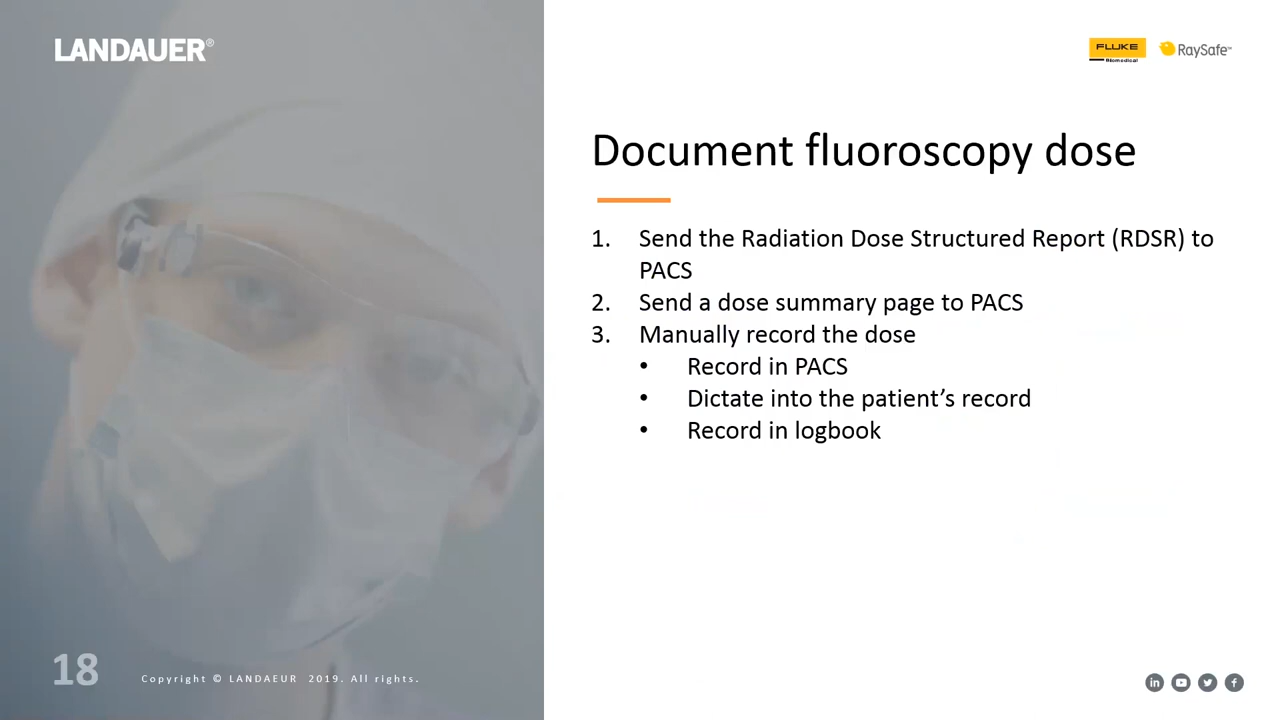 LANDAUER®
FLUKE
Biomedical
RaySafe™
Document fluoroscopy dose
1. Send the Radiation Dose Structured Report (RDSR) to
PACS
2. Send a dose summary page to PACS
3. Manually record the dose
• Record in PACS
• Dictate into the patient's record
• Record in logbook
18
Copyright © LANDAEUR 2019. All rights.
in
f